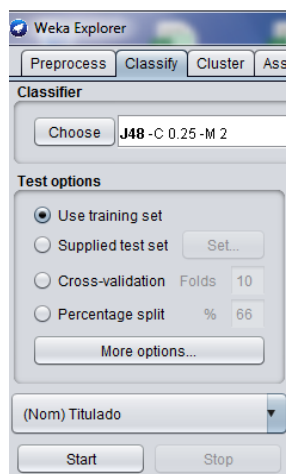 Weka Explorer
Preprocess Classify Cluster Ass
Classifier
Choose J48 -C 0.25 -M 2
Test options
Use training set
Supplied test set Set...
Cross-validation Folds 10
Percentage split % 66
More options...
(Nom) Titulado
Start Stop